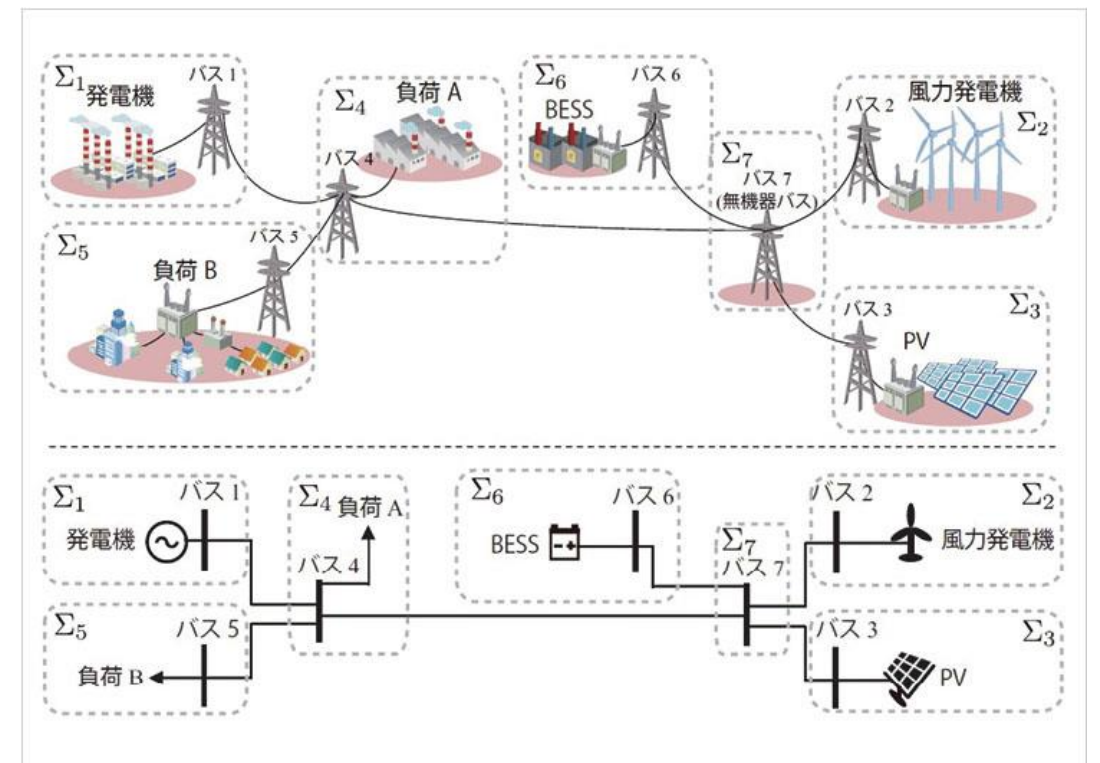 Σ1
発電機
バス 1
Σ4
負荷 A
バス 4
Σ5
負荷 B
バス 5
Σ6
BESS
バス 6
Σ7
バス 7
(無機器バス)
バス 2
風力発電機
Σ2
バス 3
PV
Σ3
Σ1
バス 1
発電機
Σ4
負荷 A
バス 4
Σ5
バス 5
負荷 B
Σ6
バス 6
BESS
Σ7
バス 7
バス 2
Σ2
風力発電機
バス 3
Σ3
PV